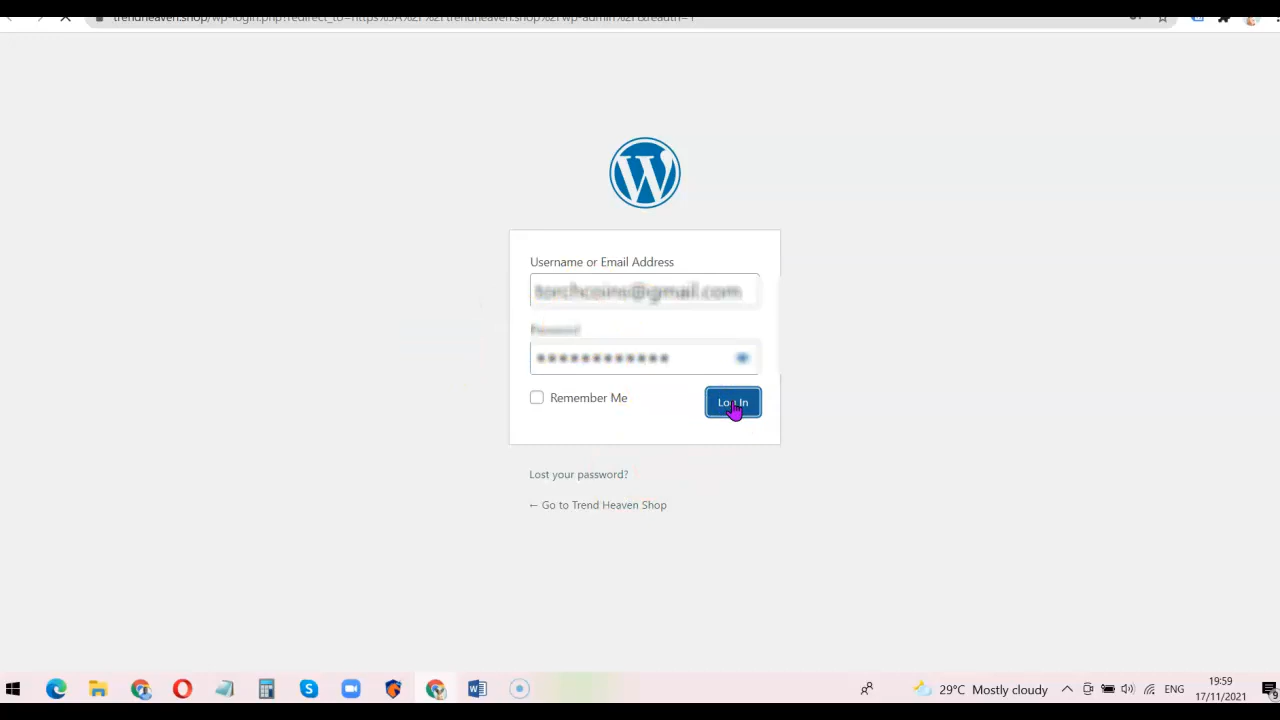 Username or Email Address
Remember Me
Log In
Lost your password?
← Go to Trend Heaven Shop
29°C Mostly cloudy
ENG
19:59
17/11/2021